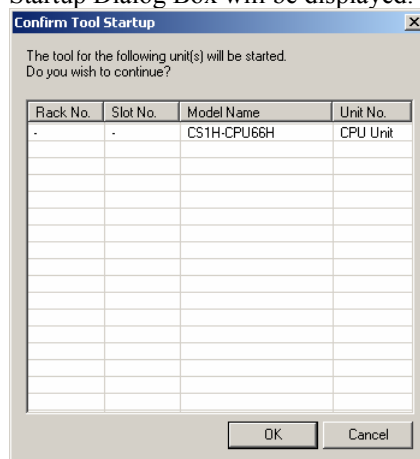 Startup Dialog Box will be displayed.
Confirm Tool Startup
The tool for the following unit(s) will be started.
Do you wish to continue?
Rack No. Slot No. Model Name Unit No.
- - CS1H-CPU66H CPU Unit
OK Cancel